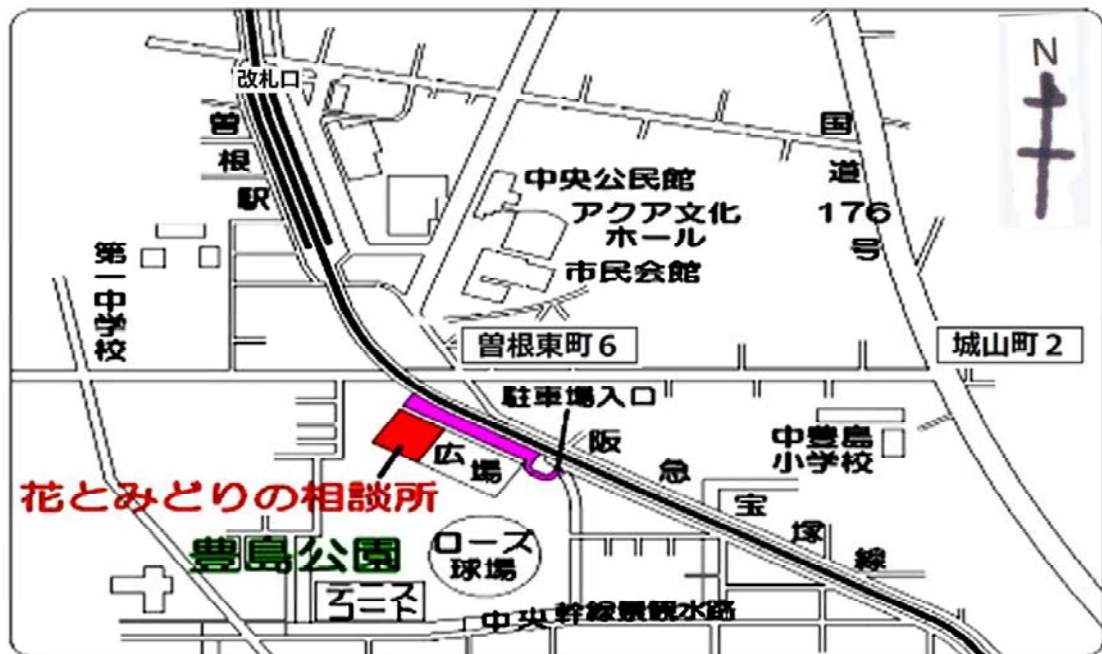 N
改札口
曽根駅
国道176号
中央公民館
アクア文化
ホール
市民会館
第一中学校
曽根東町6
城山町2
駐車場入口
阪急宝塚線
中豊島
小学校
広場
花とみどりの相談所
豊島公園
ローズ
球場
テニス
コート
中央幹線景観水路